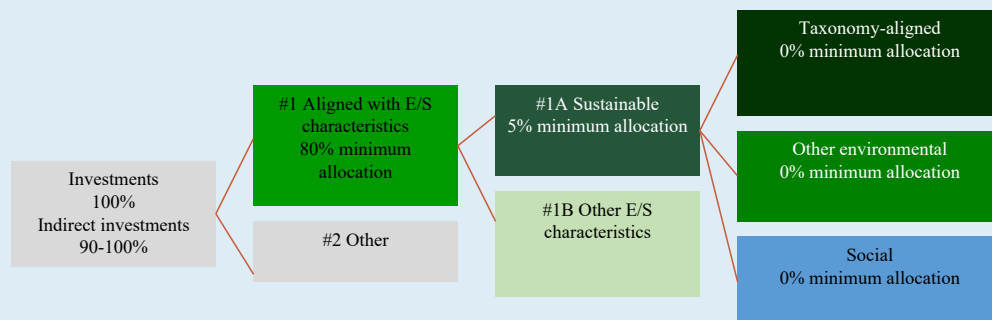 Investments
100%
Indirect investments
90-100%
#1 Aligned with E/S
characteristics
80% minimum
allocation
#2 Other
#1A Sustainable
5% minimum allocation
#1B Other E/S
characteristics
Taxonomy-aligned
0% minimum allocation
Other environmental
0% minimum allocation
Social
0% minimum allocation